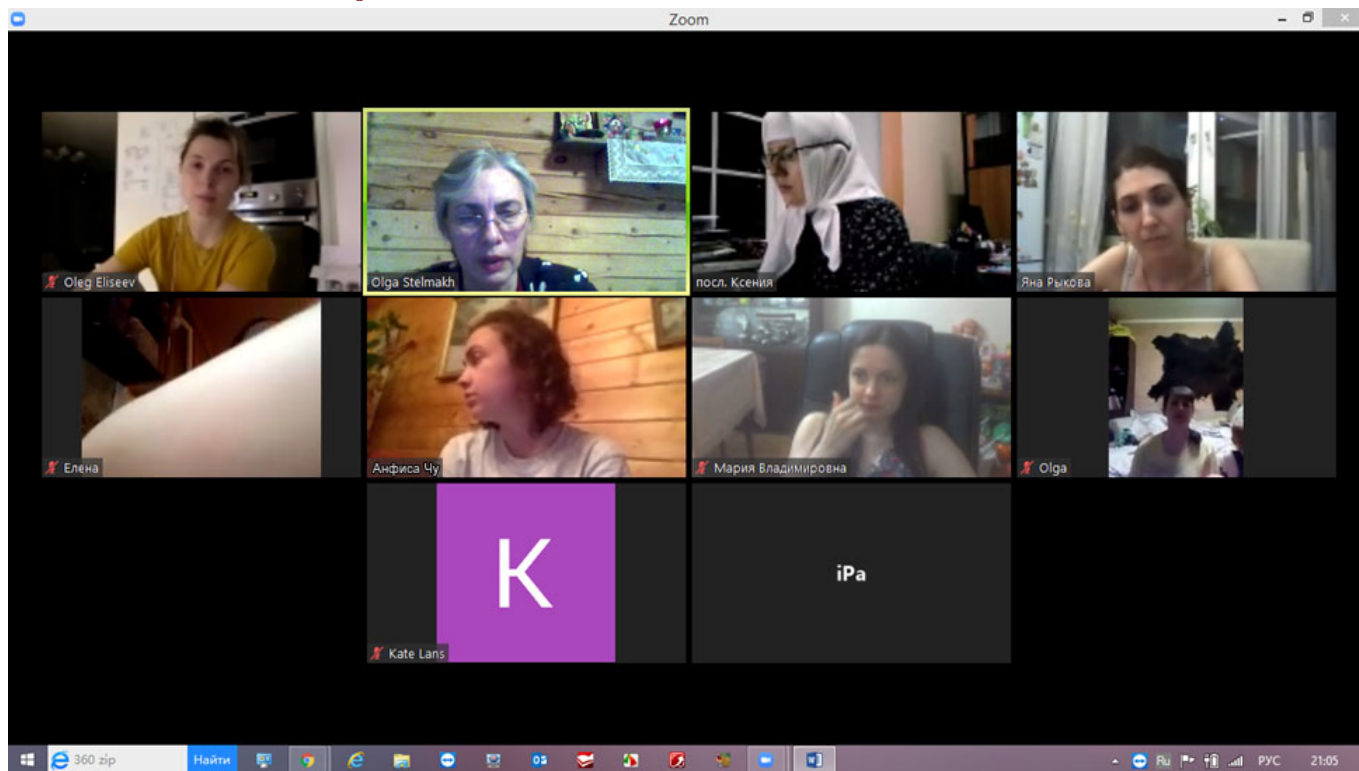 Zoom
Oleg Eliseev
Olga Stelmakh
посл. Ксения
Яна Рыкова
Елена
Анфиса Чу
Мария Владимировна
Olga
K
Kate Lans
iPa
360 zip
Найти
Ru
РУС
21:05